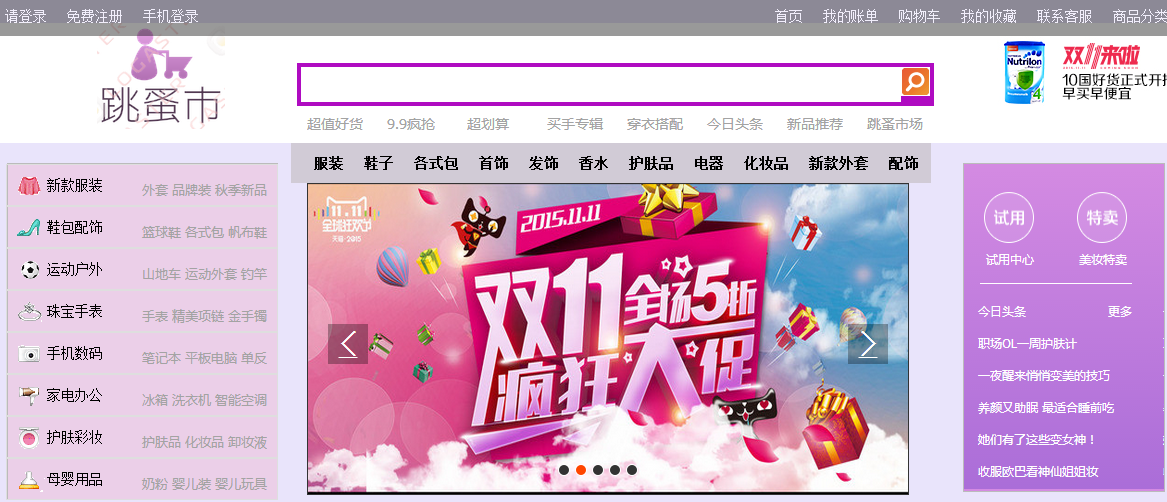 请登录 免费注册 手机登录 首页 我的账单 购物车 我的收藏 联系客服 商品分类
跳蚤市
Nutrilon
4
双11来啦
10国好货正式开抢
早买早便宜
超值好货 9.9疯抢 超划算 买手专辑 穿衣搭配 今日头条 新品推荐 跳蚤市场
服装 鞋子 各式包 首饰 发饰 香水 护肤品 电器 化妆品 新款外套 配饰
新款服装 外套 品牌装 秋季新品
鞋包配饰 篮球鞋 各式包 帆布鞋
运动户外 山地车 运动外套 钓竿
珠宝手表 手表 精美项链 金手镯
手机数码 笔记本 平板电脑 单反
家电办公 冰箱 洗衣机 智能空调
护肤彩妆 护肤品 化妆品 卸妆液
母婴用品 奶粉 婴儿装 婴儿玩具
11.11
全球狂欢节
天猫·2015
2015.11.11
双11全场5折
疯狂大促
试用 特卖
试用中心 美妆特卖
今日头条 更多
职场OL一周护肤计
一夜醒来悄悄变美的技巧
养颜又助眠 最适合睡前吃
她们有了这些变女神！
收服欧巴看神仙姐姐妆